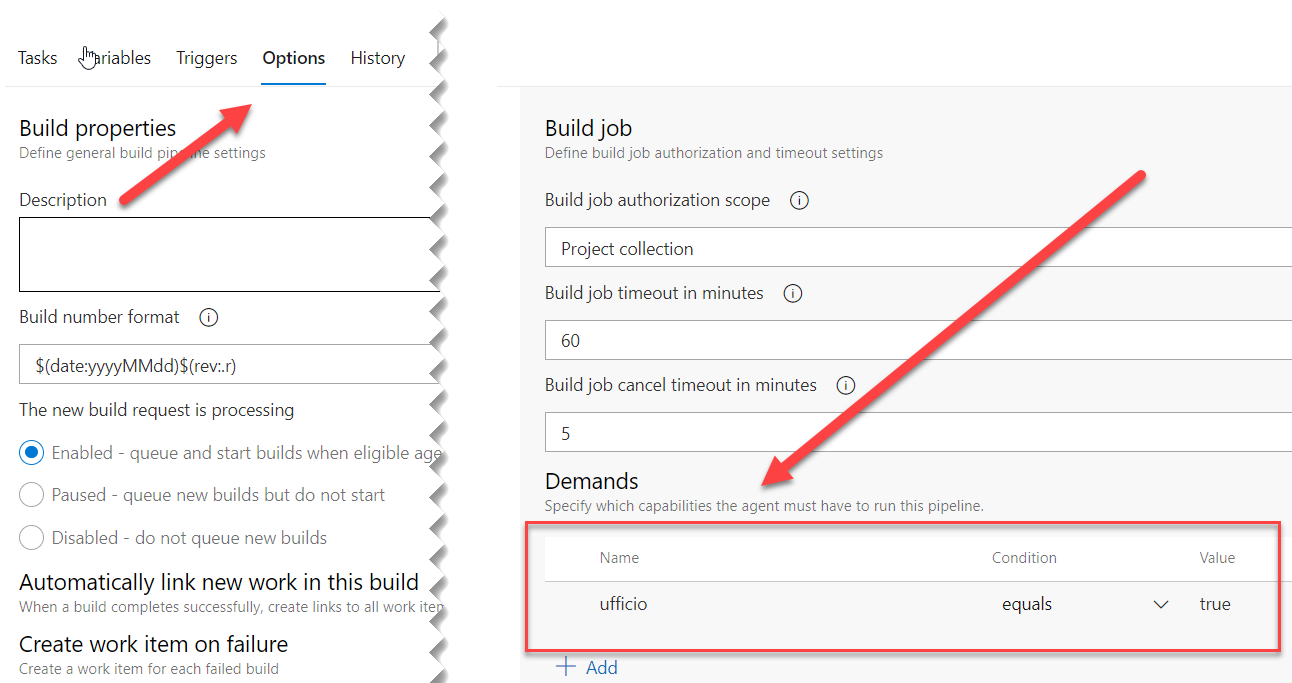 Tasks Variables Triggers Options History
Build properties
Define general build pipeline settings
Description
Build number format
$(date:yyyyMMdd)$(rev:.r)
The new build request is processing
Enabled - queue and start builds when eligible age
Paused - queue new builds but do not start
Disabled - do not queue new builds
Automatically link new work in this build
When a build completes successfully, create links to all work item
Create work item on failure
Create a work item for each failed build
Build job
Define build job authorization and timeout settings
Build job authorization scope
Project collection
Build job timeout in minutes
60
Build job cancel timeout in minutes
5
Demands
Specify which capabilities the agent must have to run this pipeline.
Name Condition Value
ufficio equals true
+ Add